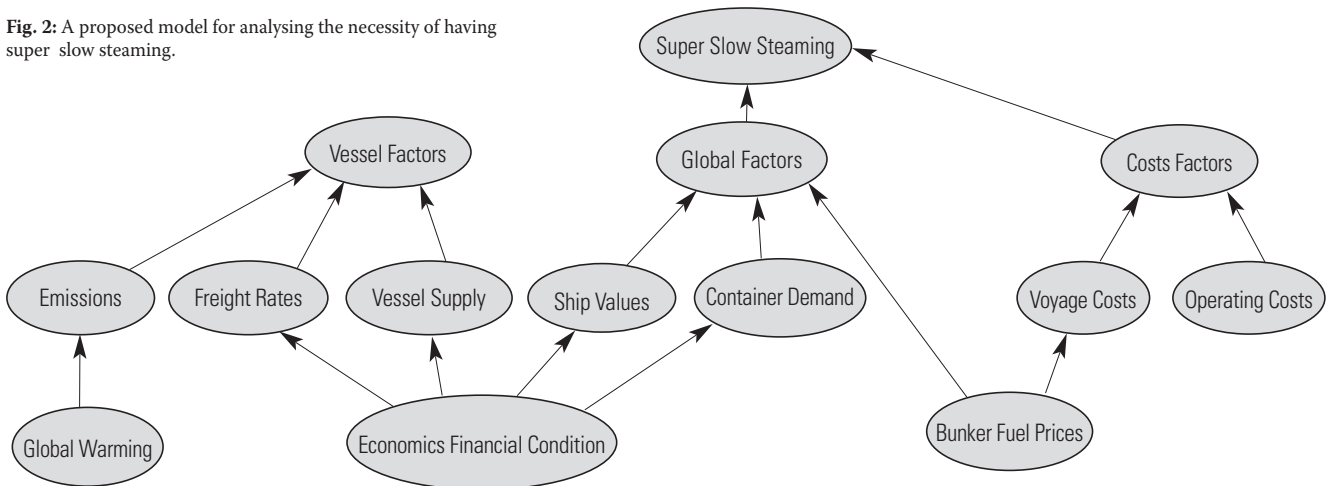 Fig. 2: A proposed model for analysing the necessity of having
super slow steaming.
Super Slow Steaming
Vessel Factors
Global Factors
Costs Factors
Emissions
Freight Rates
Vessel Supply
Ship Values
Container Demand
Voyage Costs
Operating Costs
Global Warming
Economics Financial Condition
Bunker Fuel Prices